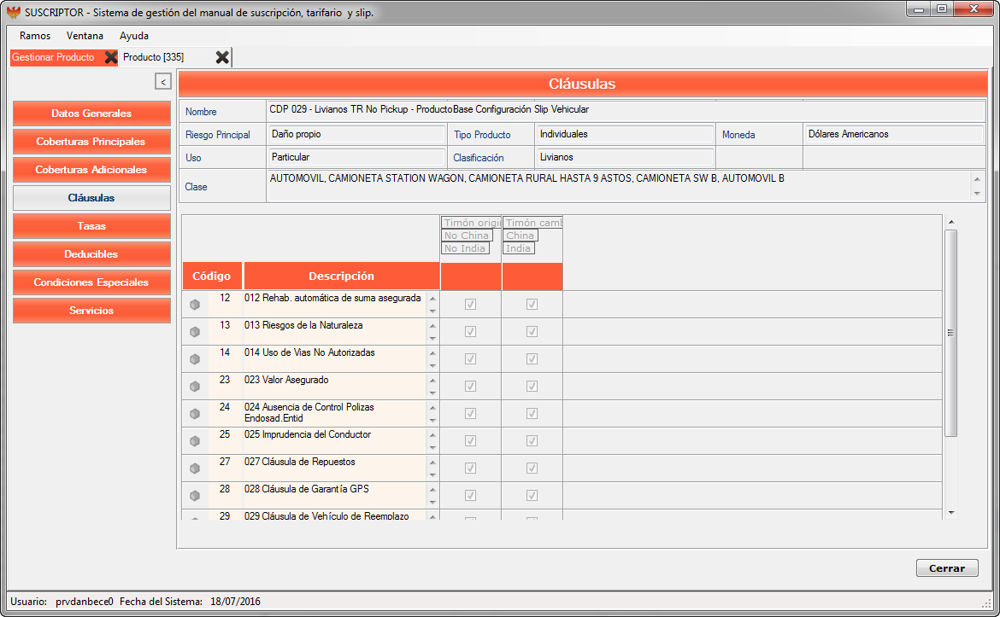 SUSCRIPTOR - Sistema de gestión del manual de suscripción, tarifario y slip.
Ramos Ventana Ayuda
Gestionar Producto Producto [335]
<
Datos Generales
Coberturas Principales
Coberturas Adicionales
Cláusulas
Tasas
Deducibles
Condiciones Especiales
Servicios
Cláusulas
Nombre CDP 029 - Livianos TR No Pickup - ProductoBase Configuración Slip Vehicular
Riesgo Principal Daño propio Tipo Producto Individuales Moneda Dólares Americanos
Uso Particular Clasificación Livianos
Clase AUTOMOVIL, CAMIONETA STATION WAGON, CAMIONETA RURAL HASTA 9 ASTOS, CAMIONETA SW B, AUTOMOVIL B
Timón origi Timón camb
No China China
No India India
Código Descripción
12 012 Rehab. automática de suma asegurada
13 013 Riesgos de la Naturaleza
14 014 Uso de Vias No Autorizadas
23 023 Valor Asegurado
24 024 Ausencia de Control Polizas
Endosad.Entid
25 025 Imprudencia del Conductor
27 027 Cláusula de Repuestos
28 028 Cláusula de Garantía GPS
29 029 Cláusula de Vehículo de Reemplazo
Cerrar
Usuario: prvdanbece0 Fecha del Sistema: 18/07/2016